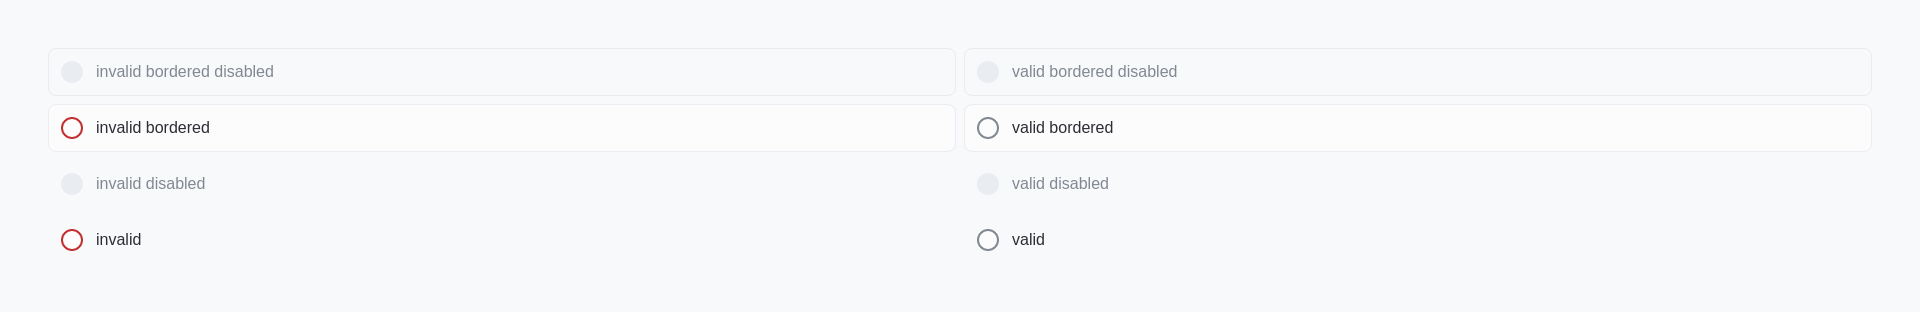 invalid bordered disabled
valid bordered disabled
invalid bordered
valid bordered
invalid disabled
valid disabled
invalid
valid